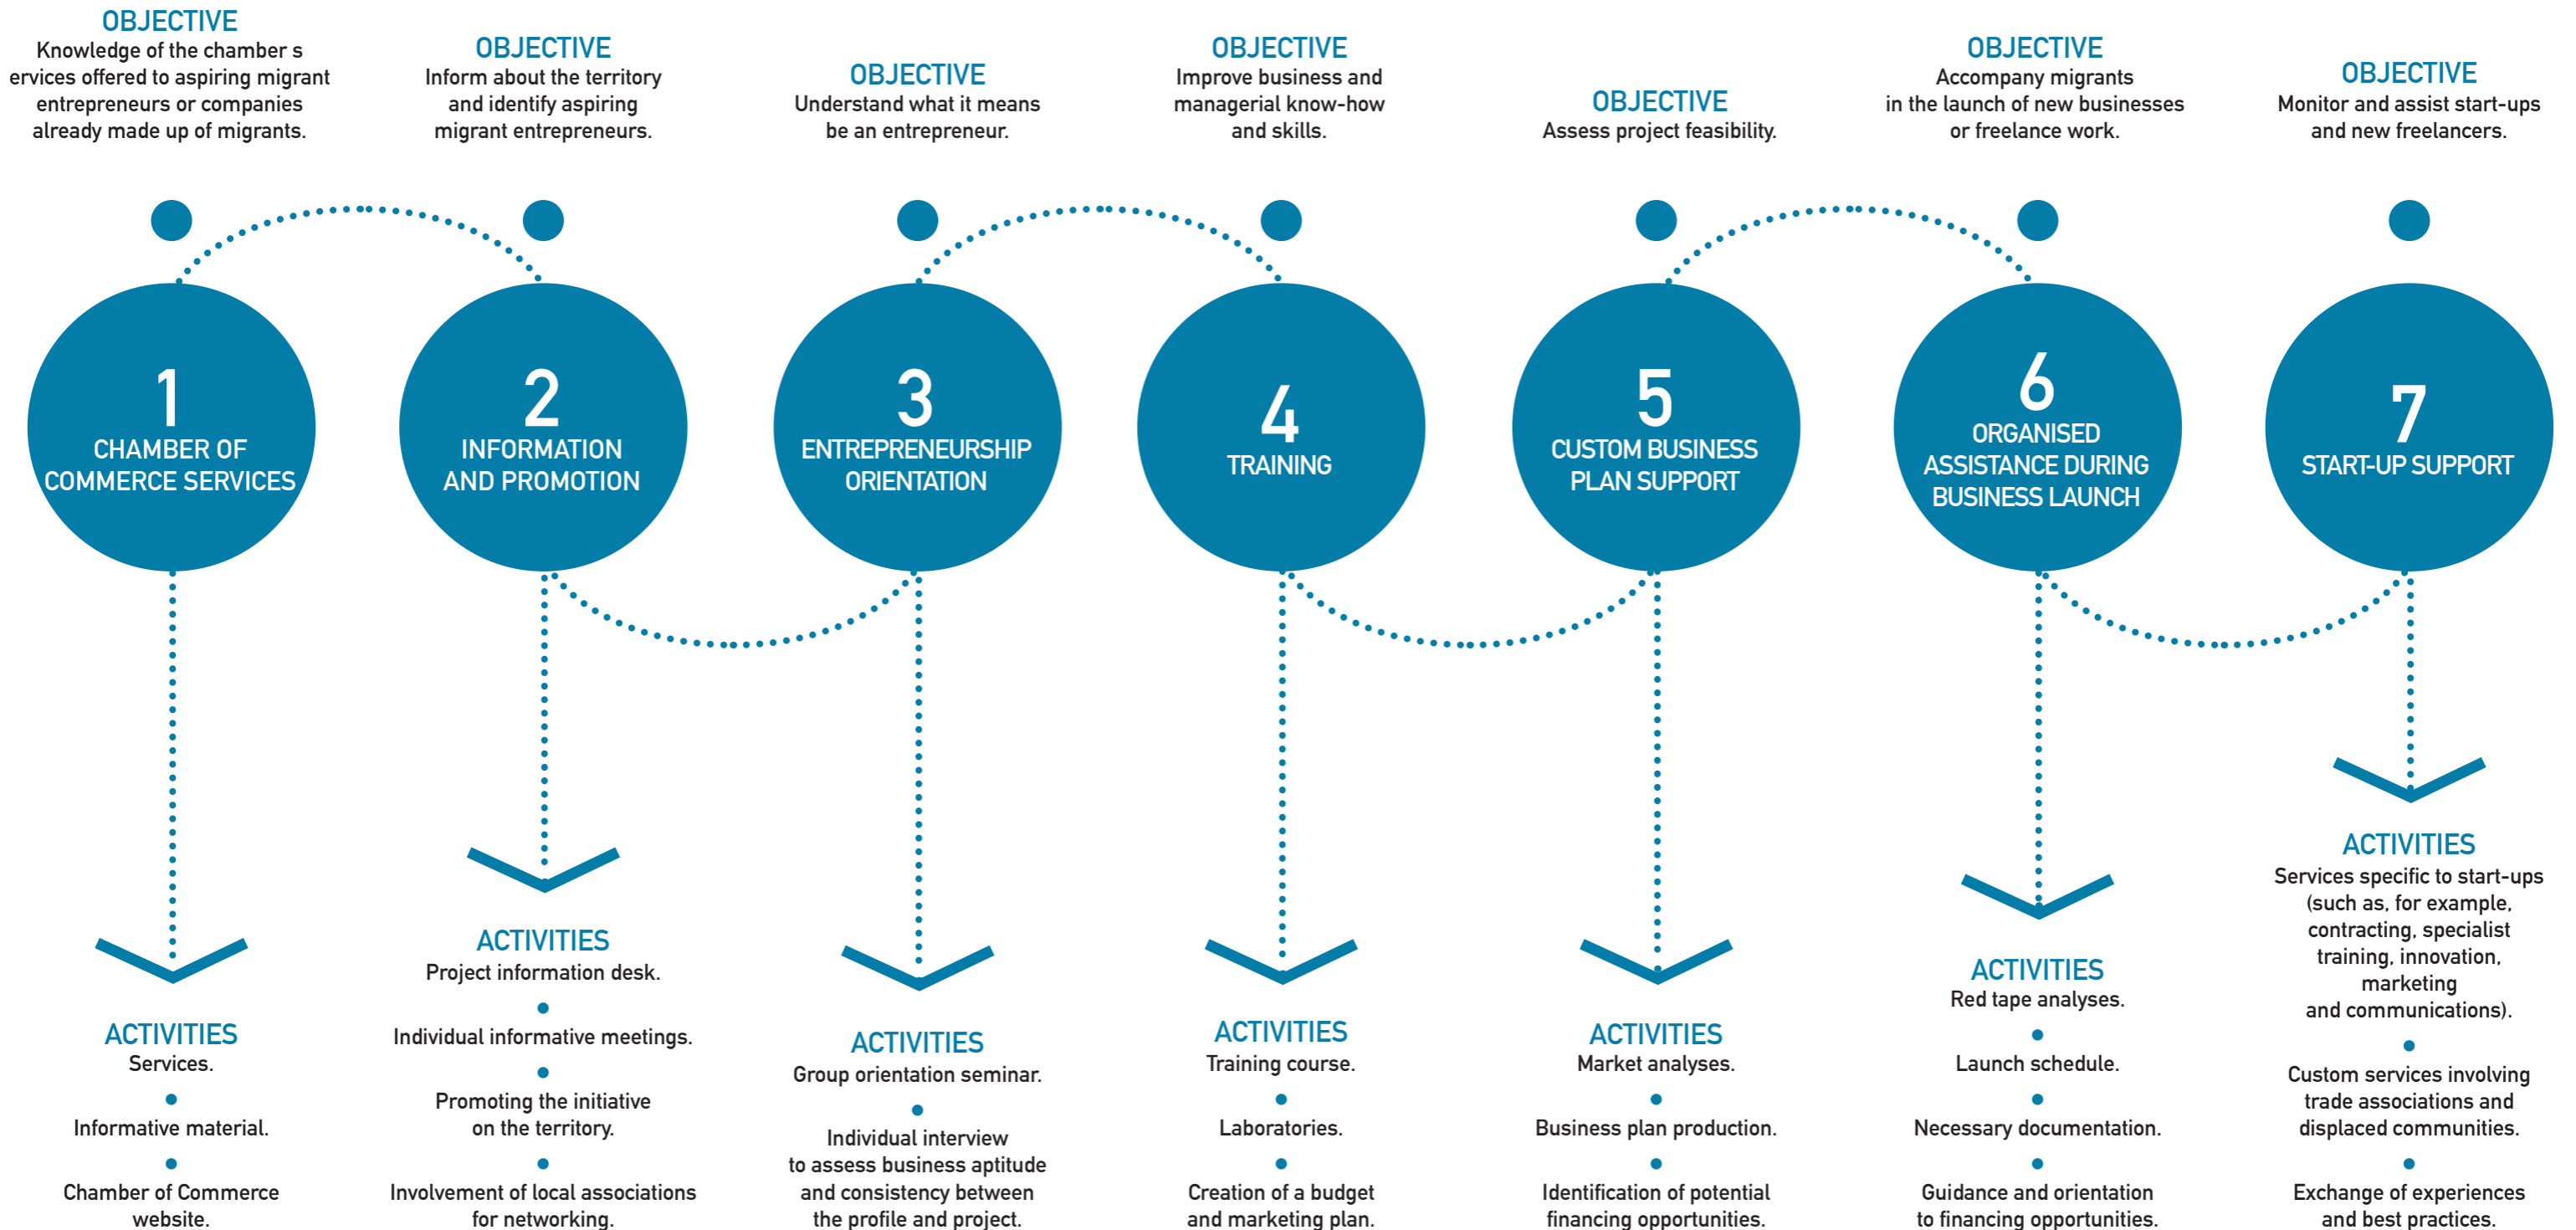 OBJECTIVE
Knowledge of the chamber s
ervices offered to aspiring migrant
entrepreneurs or companies
already made up of migrants.
1
CHAMBER OF
COMMERCE SERVICES
ACTIVITIES
Services.
Informative material.
Chamber of Commerce
website.
OBJECTIVE
Inform about the territory
and identify aspiring
migrant entrepreneurs.
2
INFORMATION
AND PROMOTION
ACTIVITIES
Project information desk.
Individual informative meetings.
Promoting the initiative
on the territory.
Involvement of local associations
for networking.
OBJECTIVE
Understand what it means
be an entrepreneur.
3
ENTREPRENEURSHIP
ORIENTATION
ACTIVITIES
Group orientation seminar.
Individual interview
to assess business aptitude
and consistency between
the profile and project.
OBJECTIVE
Improve business and
managerial know-how
and skills.
4
TRAINING
ACTIVITIES
Training course.
Laboratories.
Creation of a budget
and marketing plan.
OBJECTIVE
Assess project feasibility.
5
CUSTOM BUSINESS
PLAN SUPPORT
ACTIVITIES
Market analyses.
Business plan production.
Identification of potential
financing opportunities.
OBJECTIVE
Accompany migrants
in the launch of new businesses
or freelance work.
6
ORGANISED
ASSISTANCE DURING
BUSINESS LAUNCH
ACTIVITIES
Red tape analyses.
Launch schedule.
Necessary documentation.
Guidance and orientation
to financing opportunities.
OBJECTIVE
Monitor and assist start-ups
and new freelancers.
7
START-UP SUPPORT
ACTIVITIES
Services specific to start-ups
(such as, for example,
contracting, specialist
training, innovation,
marketing
and communications).
Custom services involving
trade associations and
displaced communities.
Exchange of experiences
and best practices.